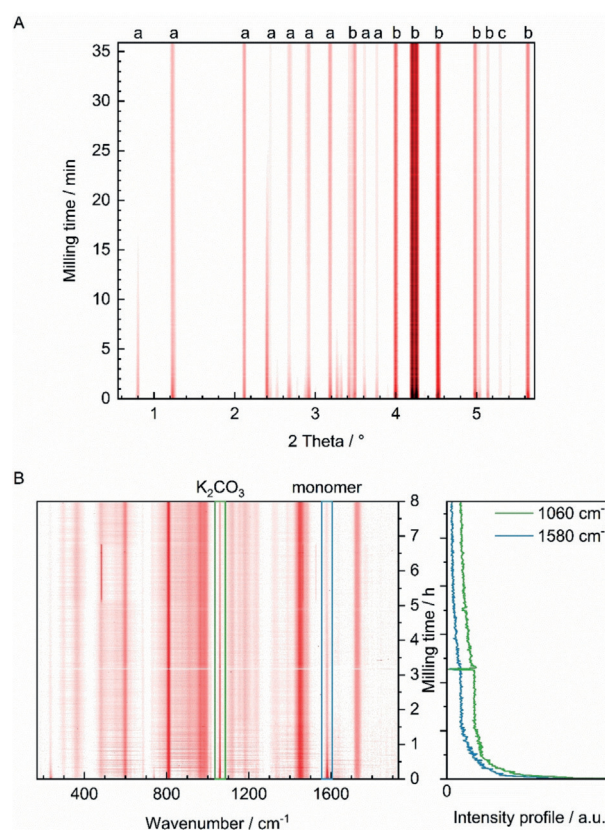 A
a a a a a a a b a a b b b b b c b
35
30
25
20
15
10
5
0
Milling time / min
1 2 3 4 5
2 Theta / °
B
K₂CO₃ monomer
8
7
6
5
4
3
2
1
0
Milling time / h
400 800 1200 1600
Wavenumber / cm⁻¹
1060 cm⁻
1580 cm⁻
Intensity profile / a.u.